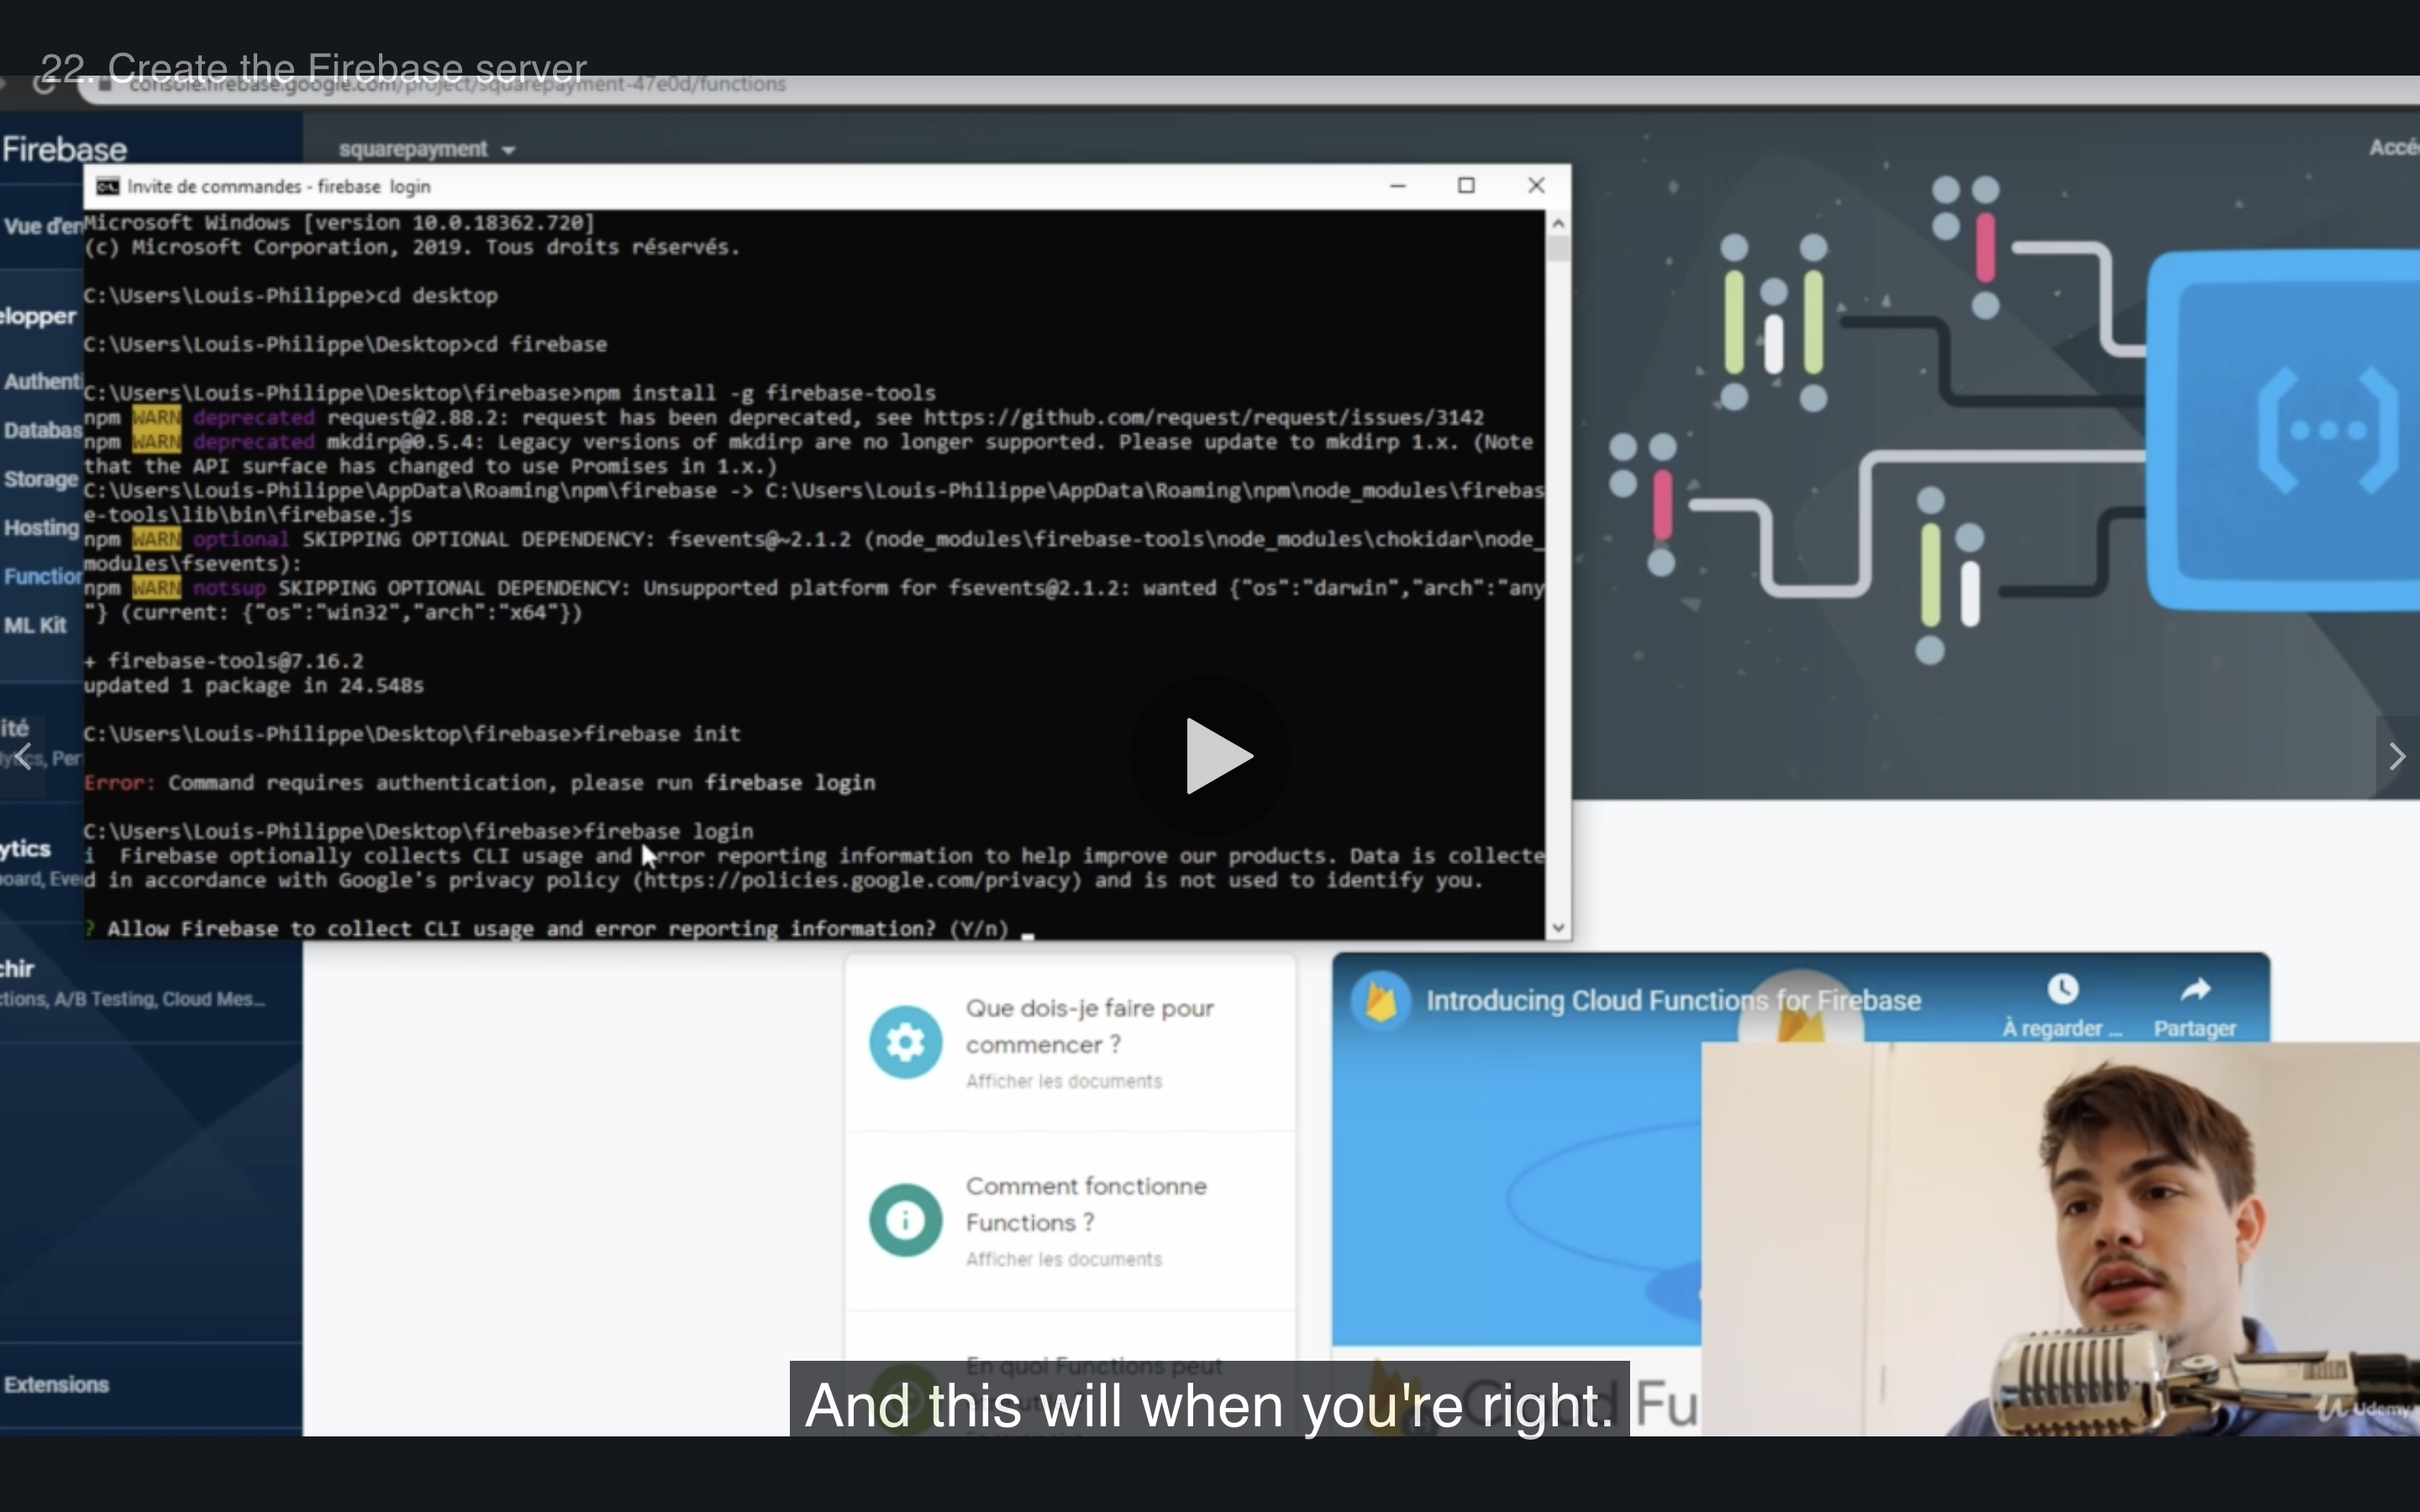 22. Create the Firebase server
console.firebase.google.com/project/squarepayment-47e0d/functions
Firebase
squarepayment
Invite de commandes - firebase login
Microsoft Windows [version 10.0.18362.720]
(c) Microsoft Corporation, 2019. Tous droits réservés.
C:\Users\Louis-Philippe>cd desktop
C:\Users\Louis-Philippe\Desktop>cd firebase
C:\Users\Louis-Philippe\Desktop\firebase>npm install -g firebase-tools
npm WARN deprecated request@2.88.2: request has been deprecated, see https://github.com/request/request/issues/3142
npm WARN deprecated mkdirp@0.5.4: Legacy versions of mkdirp are no longer supported. Please update to mkdirp 1.x. (Note
that the API surface has changed to use Promises in 1.x.)
C:\Users\Louis-Philippe\AppData\Roaming\npm\firebase -> C:\Users\Louis-Philippe\AppData\Roaming\npm\node_modules\firebas
e-tools\lib\bin\firebase.js
npm WARN optional SKIPPING OPTIONAL DEPENDENCY: fsevents@~2.1.2 (node_modules\firebase-tools\node_modules\chokidar\node_
modules\fsevents):
npm WARN notsup SKIPPING OPTIONAL DEPENDENCY: Unsupported platform for fsevents@2.1.2: wanted {"os":"darwin","arch":"any
"} (current: {"os":"win32","arch":"x64"})
+ firebase-tools@7.16.2
updated 1 package in 24.548s
C:\Users\Louis-Philippe\Desktop\firebase>firebase init
Error: Command requires authentication, please run firebase login
C:\Users\Louis-Philippe\Desktop\firebase>firebase login
i Firebase optionally collects CLI usage and error reporting information to help improve our products. Data is collecte
d in accordance with Google's privacy policy (https://policies.google.com/privacy) and is not used to identify you.
? Allow Firebase to collect CLI usage and error reporting information? (Y/n)
Accé
Vue d'en
elopper
Authenti
Databas
Storage
Hosting
Function
ML Kit
ité
lytics, Per
ytics
board, Eve
chir
ctions, A/B Testing, Cloud Mes...
Extensions
Que dois-je faire pour
commencer ?
Afficher les documents
Comment fonctionne
Functions ?
Afficher les documents
En quoi Functions peut
Introducing Cloud Functions for Firebase
À regarder ...
Partager
Cloud Fu
And this will when you're right.
Udemy